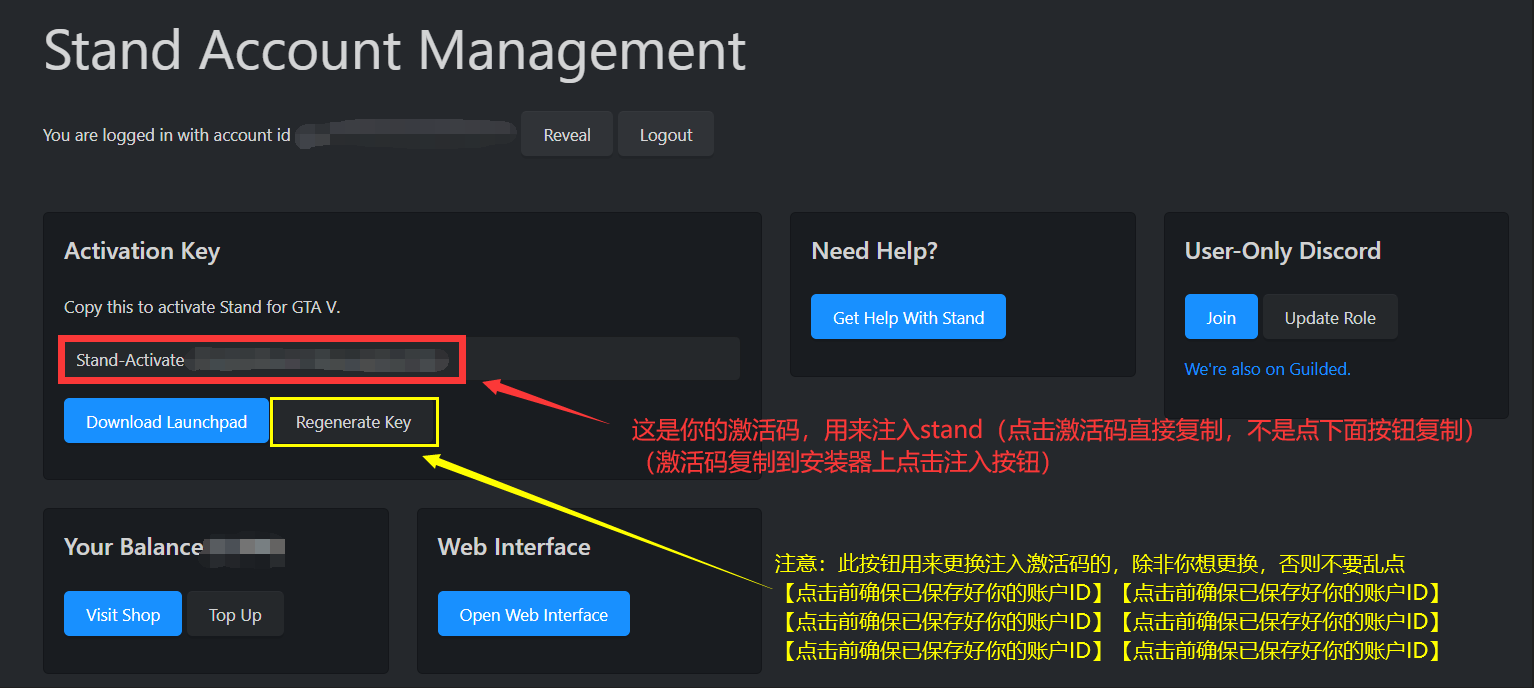 Stand Account Management
You are logged in with account id
Reveal
Logout
Activation Key
Copy this to activate Stand for GTA V.
Stand-Activate
Download Launchpad
Regenerate Key
Need Help?
Get Help With Stand
User-Only Discord
Join
Update Role
We're also on Guilded.
这是你的激活码，用来注入stand（点击激活码直接复制，不是点下面按钮复制）
（激活码复制到安装器上点击注入按钮）
Your Balance
Visit Shop
Top Up
Web Interface
Open Web Interface
注意：此按钮用来更换注入激活码的，除非你想更换，否则不要乱点
【点击前确保已保存好你的账户ID】【点击前确保已保存好你的账户ID】
【点击前确保已保存好你的账户ID】【点击前确保已保存好你的账户ID】
【点击前确保已保存好你的账户ID】【点击前确保已保存好你的账户ID】